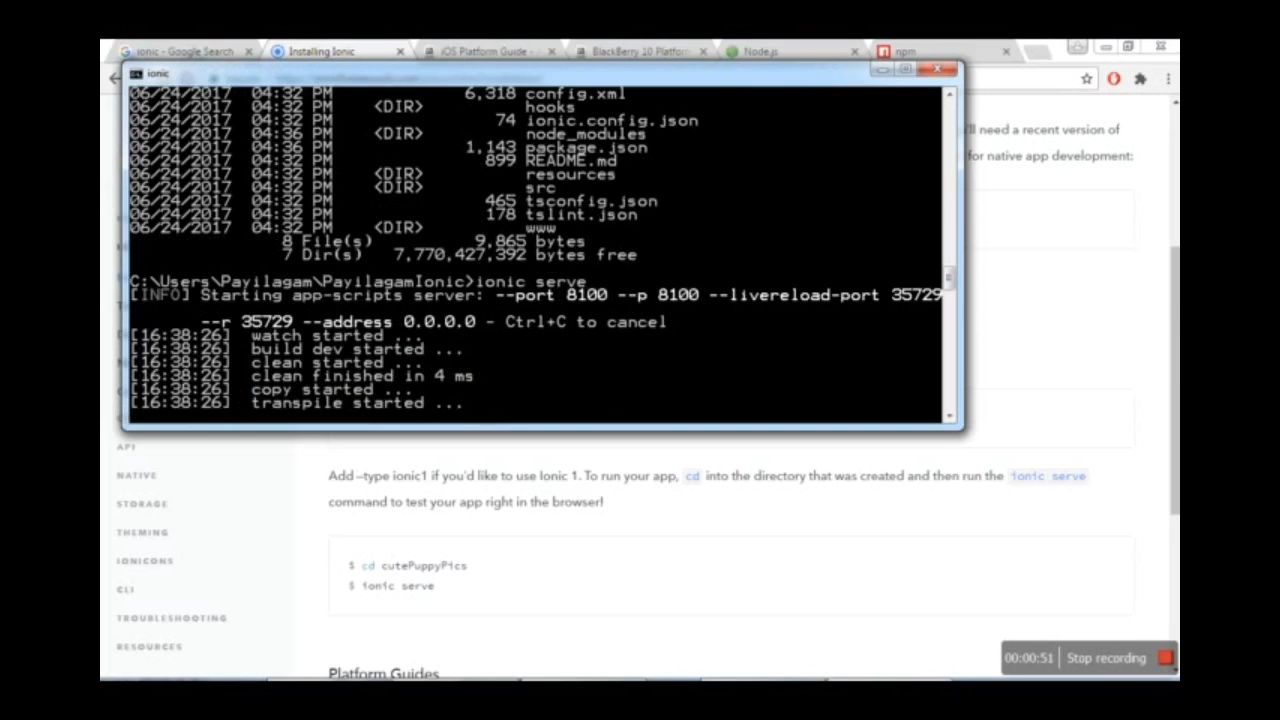 ionic - Google Search
Installing Ionic
iOS Platform Guide -
BlackBerry 10 Platform
Node.js
npm
ionic
06/24/2017 04:32 PM 6,318 config.xml
06/24/2017 04:32 PM <DIR> hooks
06/24/2017 04:32 PM 74 ionic.config.json
06/24/2017 04:36 PM <DIR> node_modules
06/24/2017 04:36 PM 1,143 package.json
06/24/2017 04:32 PM 899 README.md
06/24/2017 04:32 PM <DIR> resources
06/24/2017 04:32 PM <DIR> src
06/24/2017 04:32 PM 465 tsconfig.json
06/24/2017 04:32 PM 178 tslint.json
06/24/2017 04:32 PM <DIR> www
8 File(s) 9,865 bytes
7 Dir(s) 7,770,427,392 bytes free
C:\Users\Payilagam\PayilagamIonic>ionic serve
[INFO] Starting app-scripts server: --port 8100 --p 8100 --livereload-port 35729
--r 35729 --address 0.0.0.0 - Ctrl+C to cancel
[16:38:26] watch started ...
[16:38:26] build dev started ...
[16:38:26] clean started ...
[16:38:26] clean finished in 4 ms
[16:38:26] copy started ...
[16:38:26] transpile started ...
'll need a recent version of
for native app development:
API
NATIVE
STORAGE
THEMING
IONICONS
CLI
TROUBLESHOOTING
RESOURCES
Add –type ionic1 if you'd like to use Ionic 1. To run your app, cd into the directory that was created and then run the ionic serve
command to test your app right in the browser!
$ cd cutePuppyPics
$ ionic serve
Platform Guides
00:00:51 Stop recording